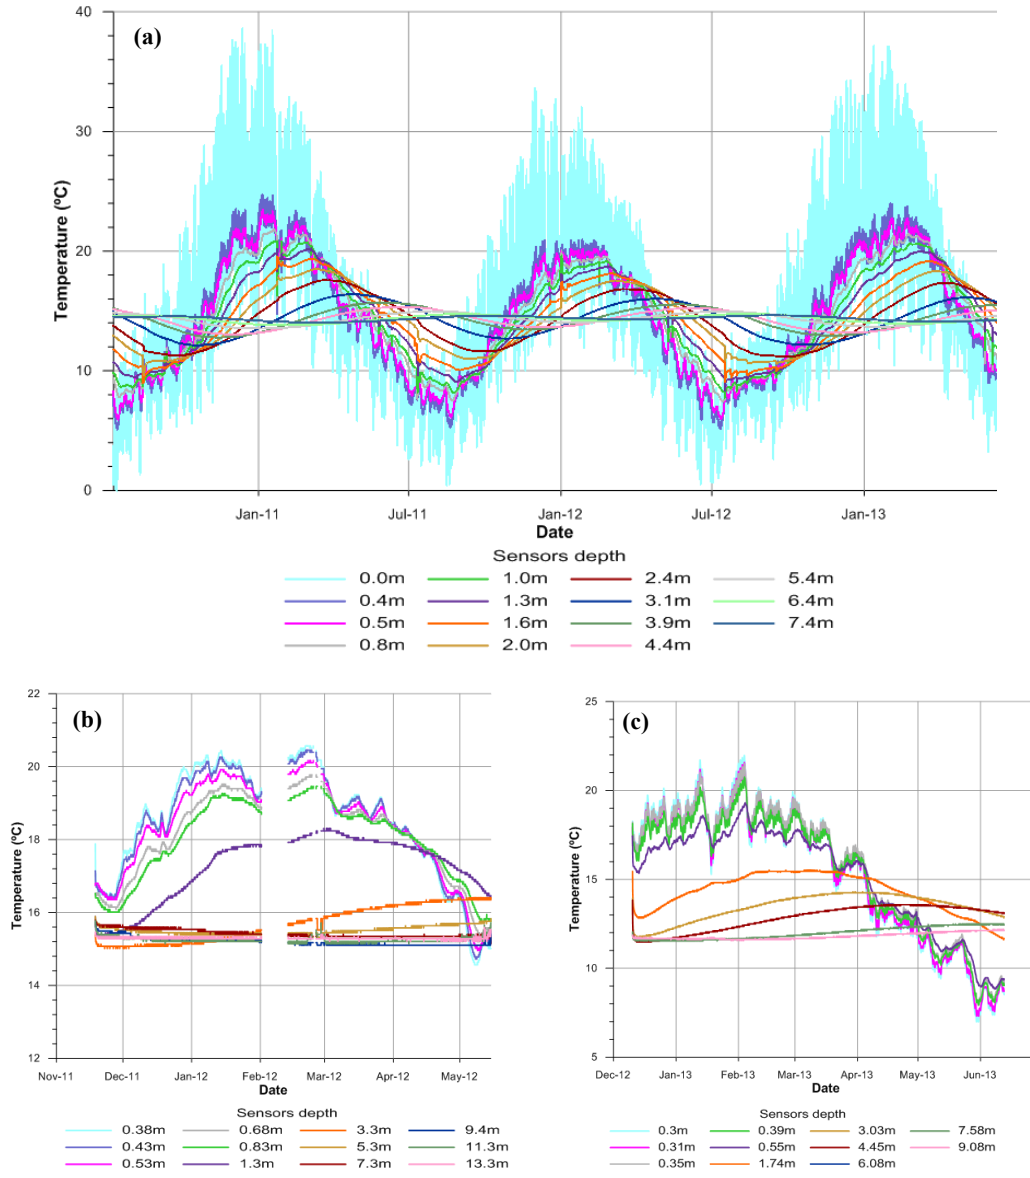 (a)
40
30
20
10
0
Temperature (ºC)
Jan-11 Jul-11 Jan-12 Jul-12 Jan-13
Date
Sensors depth
0.0m 1.0m 2.4m 5.4m
0.4m 1.3m 3.1m 6.4m
0.5m 1.6m 3.9m 7.4m
0.8m 2.0m 4.4m
(b)
22
20
18
16
14
12
Temperature (ºC)
Nov-11 Dec-11 Jan-12 Feb-12 Mar-12 Apr-12 May-12
Date
Sensors depth
0.38m 0.68m 3.3m 9.4m
0.43m 0.83m 5.3m 11.3m
0.53m 1.3m 7.3m 13.3m
(c)
25
20
15
10
5
Temperature (ºC)
Dec-12 Jan-13 Feb-13 Mar-13 Apr-13 May-13 Jun-13
Date
Sensors depth
0.3m 0.39m 3.03m 7.58m
0.31m 0.55m 4.45m 9.08m
0.35m 1.74m 6.08m